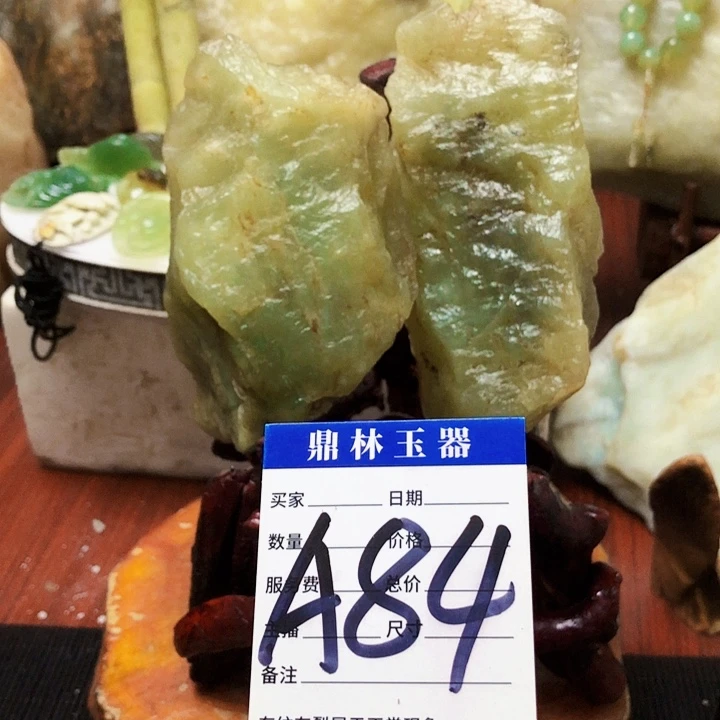 鼎林玉器
买家 日期
数量 价格
服务费 总价
主播 尺寸
备注
A84